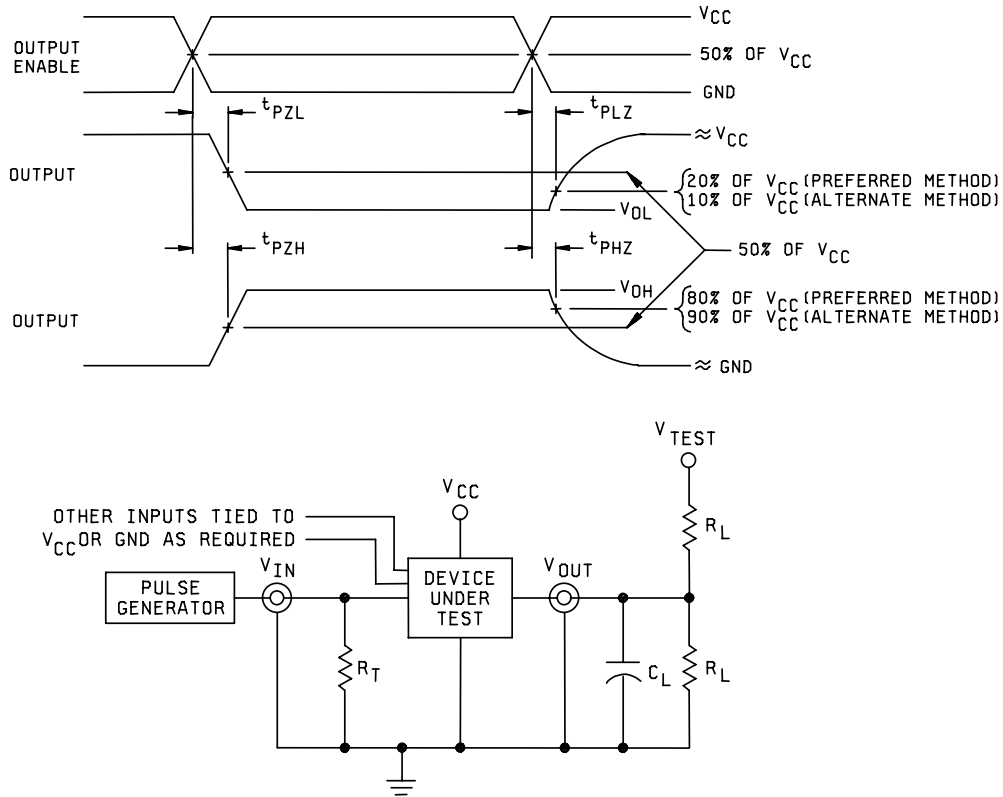 VCC
OUTPUT
ENABLE
50% OF VCC
GND
tPZL
tPLZ
≈ VCC
OUTPUT
20% OF VCC (PREFERRED METHOD)
10% OF VCC (ALTERNATE METHOD)
VOL
tPZH
tPHZ
50% OF VCC
VOH
80% OF VCC (PREFERRED METHOD)
90% OF VCC (ALTERNATE METHOD)
OUTPUT
≈ GND
VTEST
VCC
RL
OTHER INPUTS TIED TO
VCC OR GND AS REQUIRED
VIN
VOUT
PULSE
GENERATOR
DEVICE
UNDER
TEST
RT
CL
RL